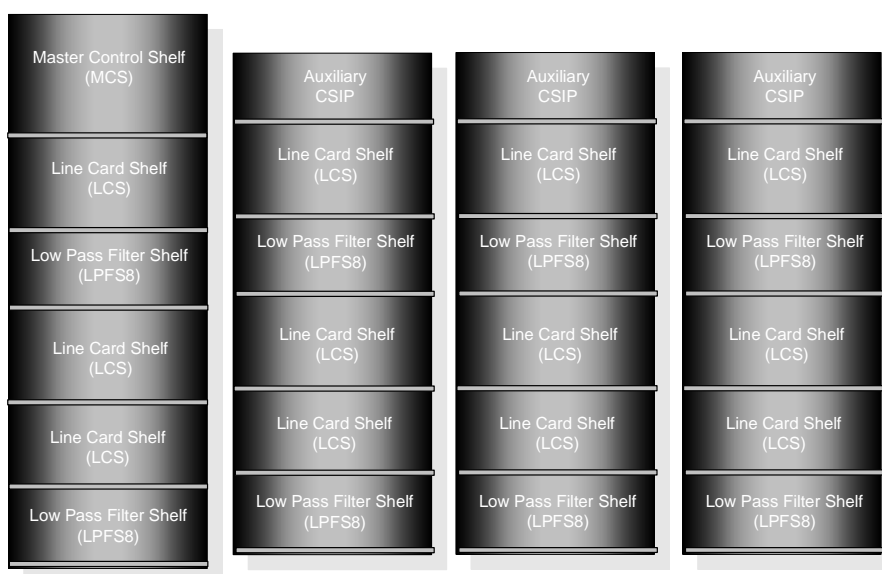 Master Control Shelf
(MCS)
Line Card Shelf
(LCS)
Low Pass Filter Shelf
(LPFS8)
Line Card Shelf
(LCS)
Line Card Shelf
(LCS)
Low Pass Filter Shelf
(LPFS8)
Auxiliary
CSIP
Line Card Shelf
(LCS)
Low Pass Filter Shelf
(LPFS8)
Line Card Shelf
(LCS)
Line Card Shelf
(LCS)
Low Pass Filter Shelf
(LPFS8)
Auxiliary
CSIP
Line Card Shelf
(LCS)
Low Pass Filter Shelf
(LPFS8)
Line Card Shelf
(LCS)
Line Card Shelf
(LCS)
Low Pass Filter Shelf
(LPFS8)
Auxiliary
CSIP
Line Card Shelf
(LCS)
Low Pass Filter Shelf
(LPFS8)
Line Card Shelf
(LCS)
Line Card Shelf
(LCS)
Low Pass Filter Shelf
(LPFS8)